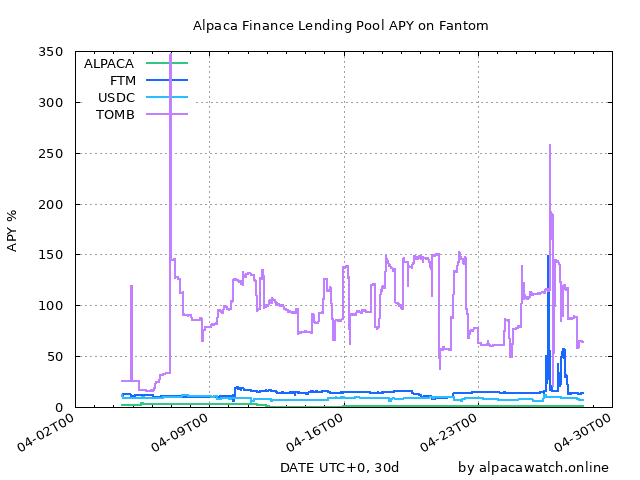 Alpaca Finance Lending Pool APY on Fantom
350
300
250
200
150
100
50
0
APY %
ALPACA
FTM
USDC
TOMB
04-02T00
04-09T00
04-16T00
04-23T00
04-30T00
DATE UTC+0, 30d
by alpacawatch.online